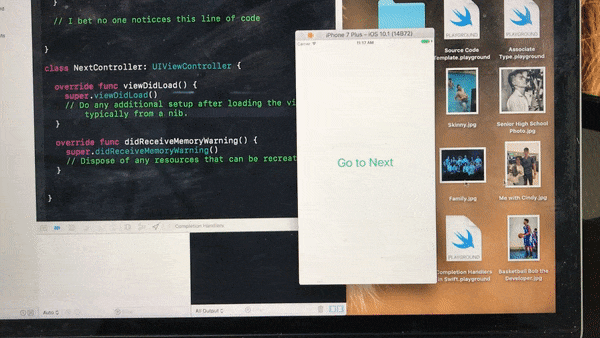 }
// I bet no one noticces this line of code
}
class NextController: UIViewController {
override func viewDidLoad() {
super.viewDidLoad()
// Do any additional setup after loading the vi
typically from a nib.
}
override func didReceiveMemoryWarning() {
super.didReceiveMemoryWarning()
// Dispose of any resources that can be recreat
}
}
Completion Handlers
Auto
All Output
iPhone 7 Plus – iOS 10.1 (14B72)
Carrier
11:17 AM
Go to Next
PLAYGROUND
Source Code
Template.playground
PLAYGROUND
Associate
Type.playground
Skinny.jpg
Senior High School
Photo.jpg
Family.jpg
Me with Cindy.jpg
PLAYGROUND
Completion Handlers
in Swift.playground
Basketball Bob the
Developer.jpg